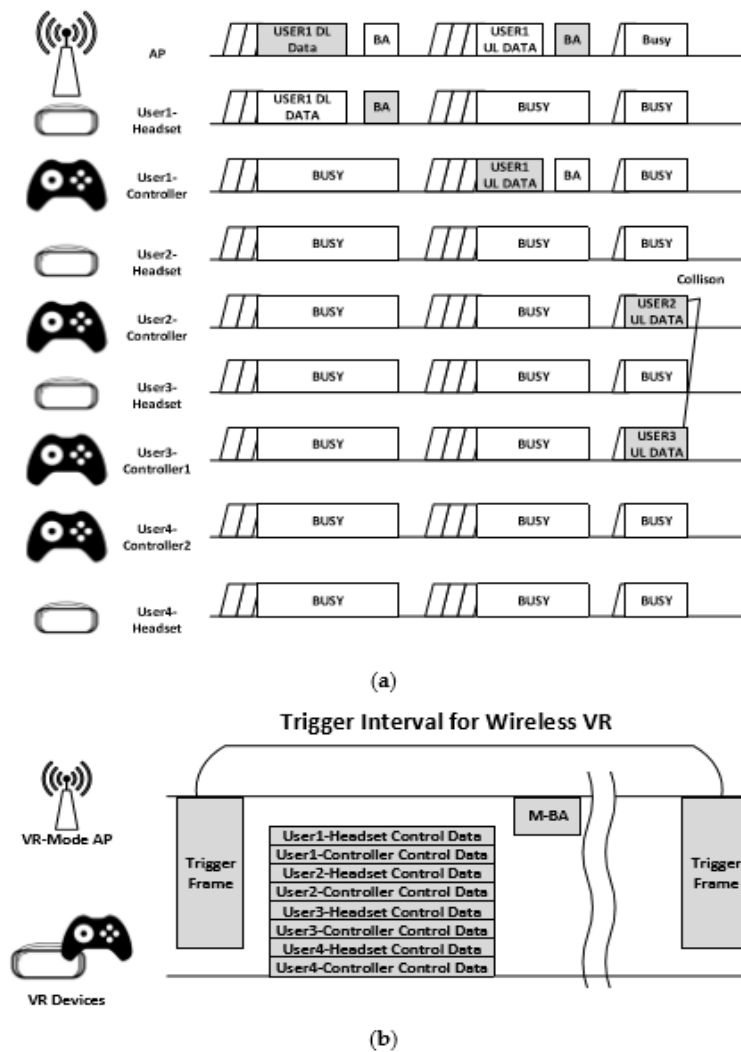 AP
USER1 DL
Data
BA
USER1
UL DATA
BA
Busy
User1-
Headset
USER1 DL
DATA
BA
BUSY
BUSY
User1-
Controller
BUSY
USER1
UL DATA
BA
BUSY
User2-
Headset
BUSY
BUSY
BUSY
Collison
User2-
Controller
BUSY
BUSY
USER2
UL DATA
User3-
Headset
BUSY
BUSY
BUSY
User3-
Controller1
BUSY
BUSY
USER3
UL DATA
User4-
Controller2
BUSY
BUSY
BUSY
User4-
Headset
BUSY
BUSY
BUSY
(a)
Trigger Interval for Wireless VR
VR-Mode AP
Trigger
Frame
User1-Headset Control Data
User1-Controller Control Data
User2-Headset Control Data
User2-Controller Control Data
User3-Headset Control Data
User3-Controller Control Data
User4-Headset Control Data
User4-Controller Control Data
M-BA
Trigger
Frame
VR Devices
(b)